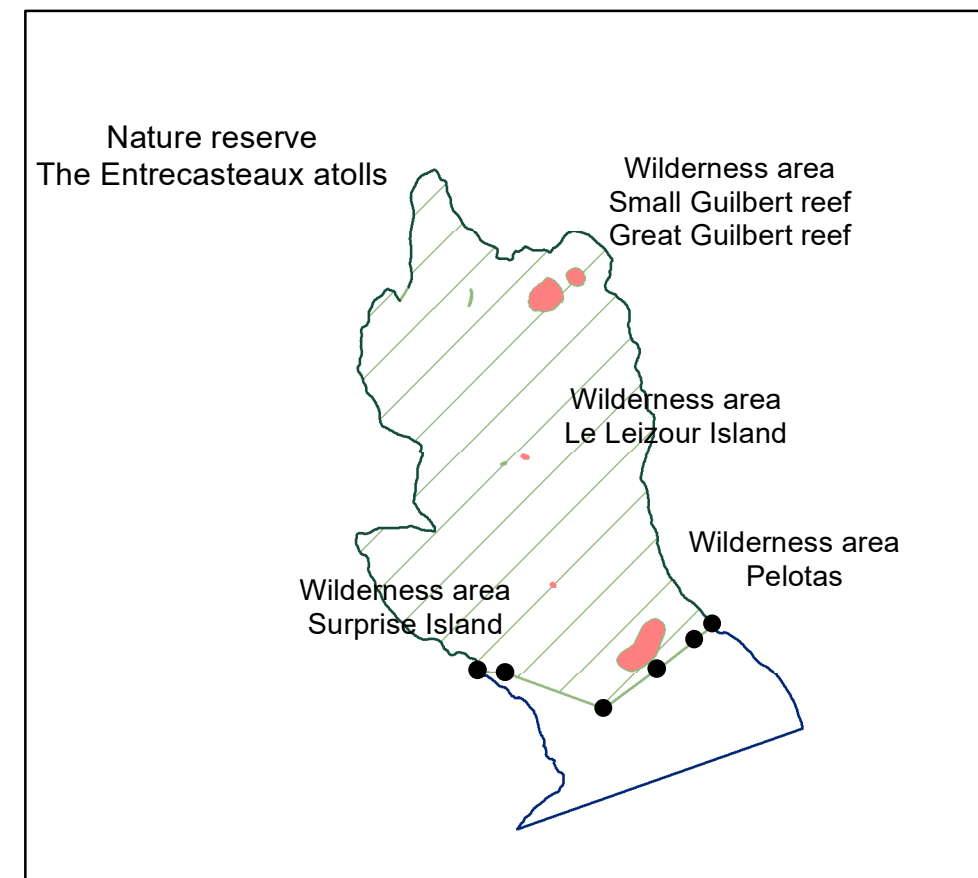 Nature reserve
The Entrecasteaux atolls
Wilderness area
Small Guilbert reef
Great Guilbert reef
Wilderness area
Le Leizour Island
Wilderness area
Pelotas
Wilderness area
Surprise Island